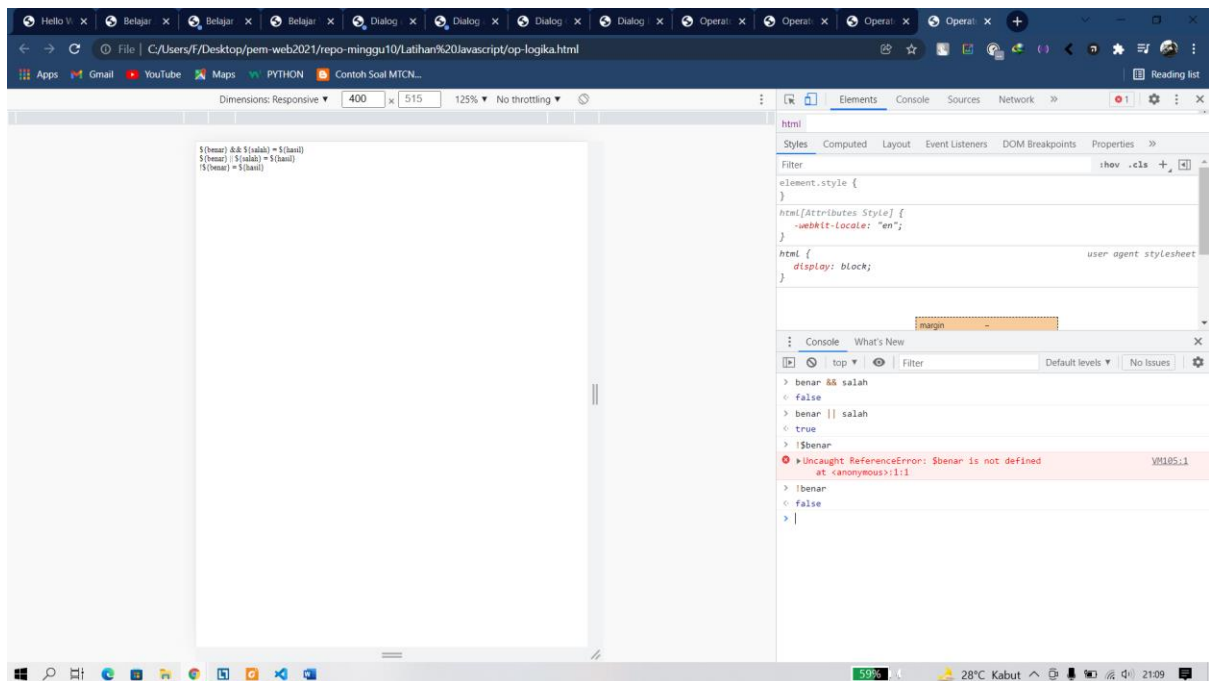 Hello W
Belajar
Belajar
Belajar
Dialog
Dialog
Dialog
Dialog
Operat
Operat
Operat
Operat
File | C:/Users/F/Desktop/pem-web2021/repo-minggu10/Latihan%20Javascript/op-logika.html
Apps Gmail YouTube Maps PYTHON Contoh Soal MTCN... Reading list
Dimensions: Responsive ▼ 400 x 515 125% ▼ No throttling ▼
Elements Console Sources Network » 1
html
Styles Computed Layout Event Listeners DOM Breakpoints Properties »
Filter :hov .cls +
element.style {
}
html[Attributes Style] {
-webkit-locale: "en";
}
html { user agent stylesheet
display: block;
}
margin -
${benar} && ${salah} = ${hasil}
${benar} || ${salah} = ${hasil}
!${benar} = ${hasil}
Console What's New
top ▼ Filter Default levels ▼ No Issues
> benar && salah
false
> benar || salah
true
> !$benar
Uncaught ReferenceError: $benar is not defined VM105:1
at <anonymous>:1:1
> !benar
false
>
59% 28°C Kabut 21:09